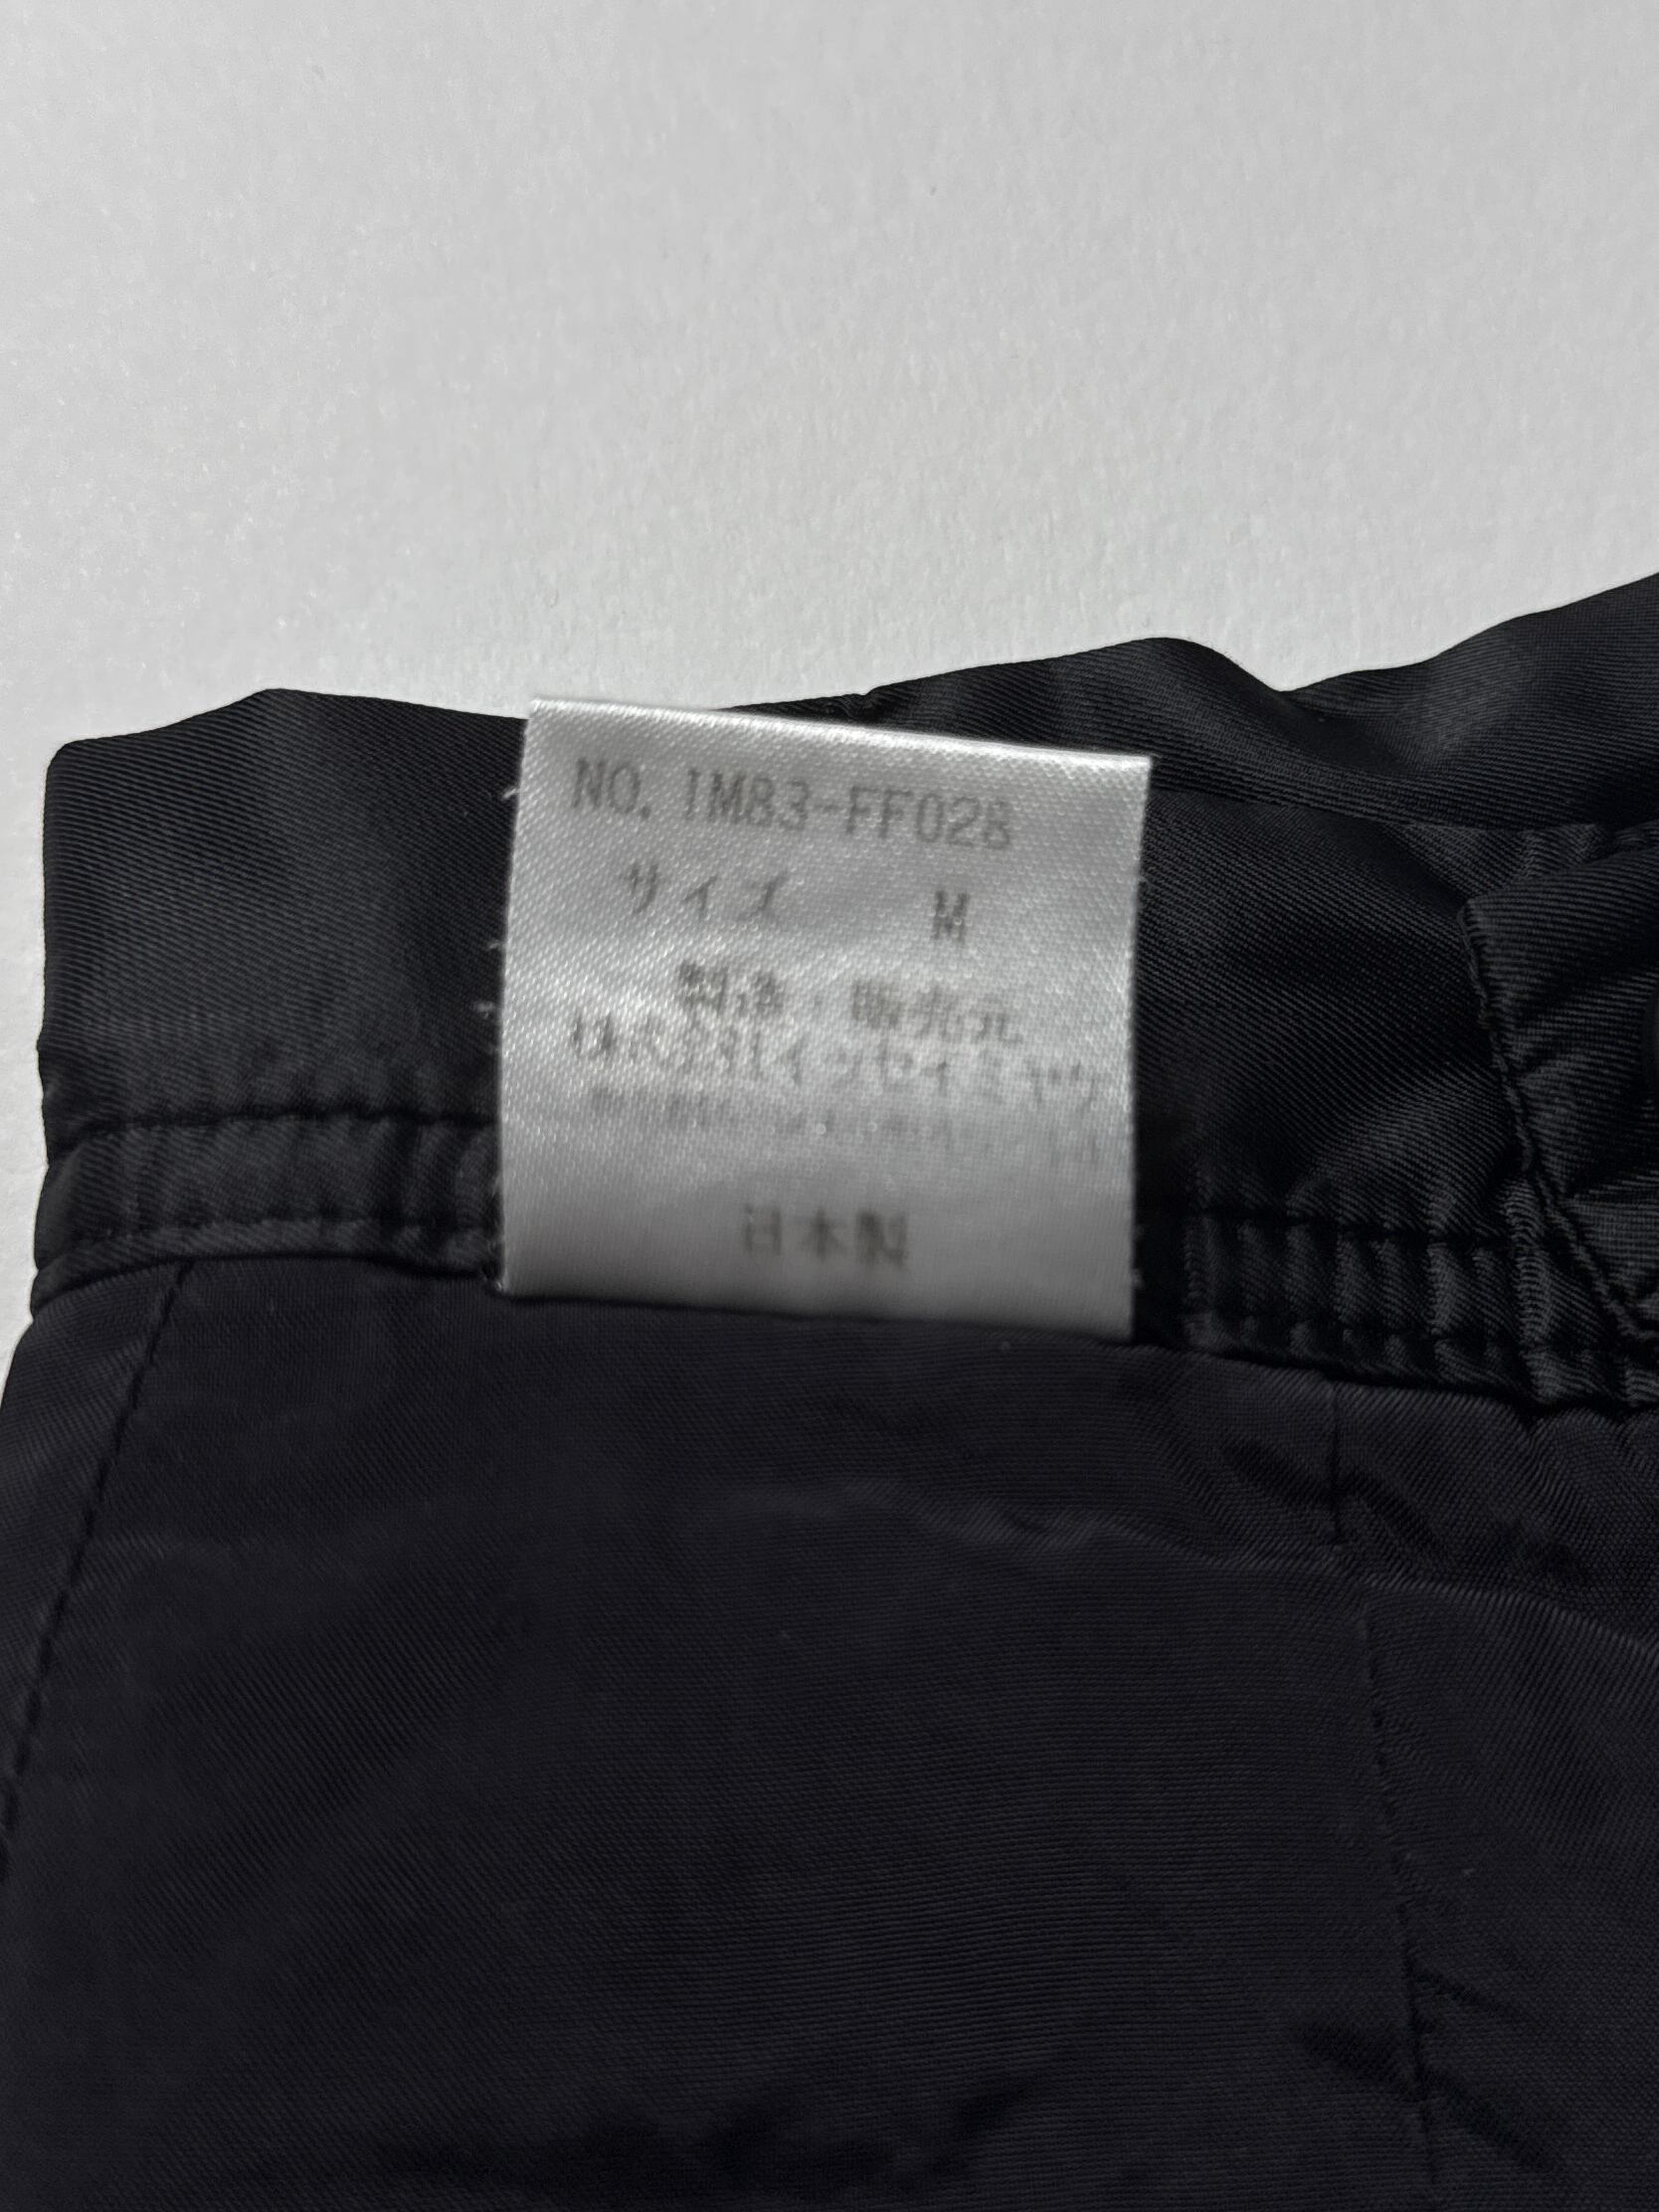 NO. IM83-FF028
サイズ M
製造・販売元
株式会社イッセイミヤケ
日本製